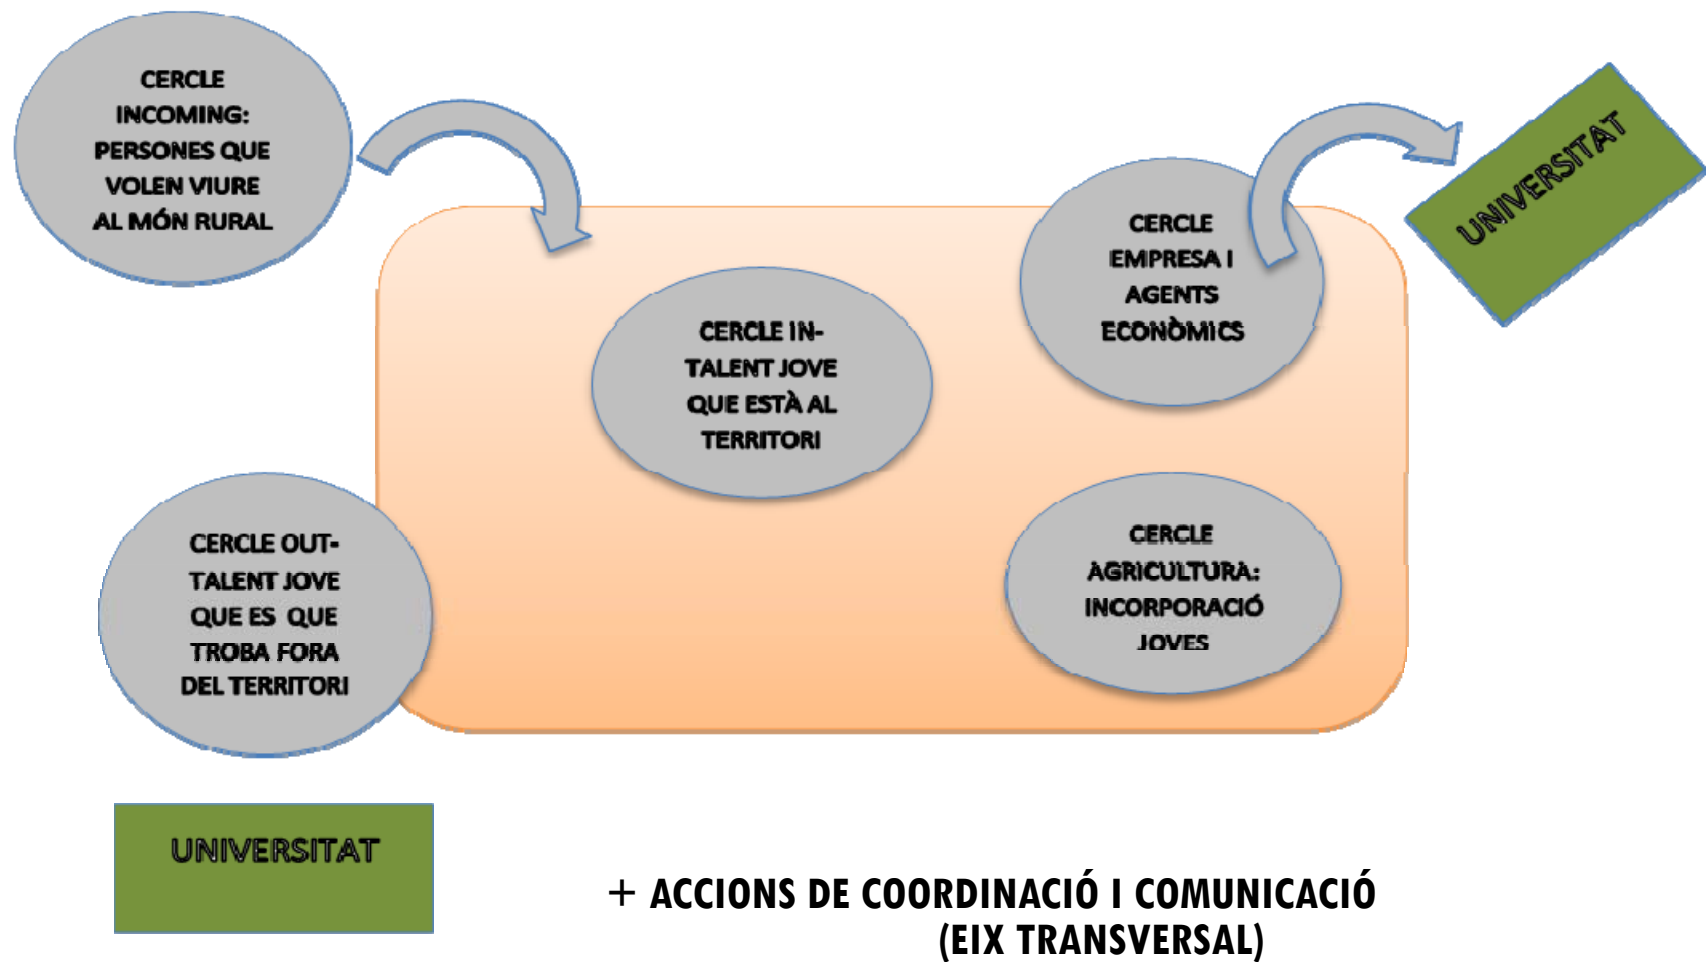 CERCLE
INCOMING:
PERSONES QUE
VOLEN VIURE
AL MÓN RURAL
UNIVERSITAT
CERCLE
EMPRESA I
AGENTS
ECONÒMICS
CERCLE IN-
TALENT JOVE
QUE ESTÀ AL
TERRITORI
CERCLE OUT-
TALENT JOVE
QUE ES QUE
TROBA FORA
DEL TERRITORI
CERCLE
AGRICULTURA:
INCORPORACIÓ
JOVES
UNIVERSITAT
+ ACCIONS DE COORDINACIÓ I COMUNICACIÓ
(EIX TRANSVERSAL)